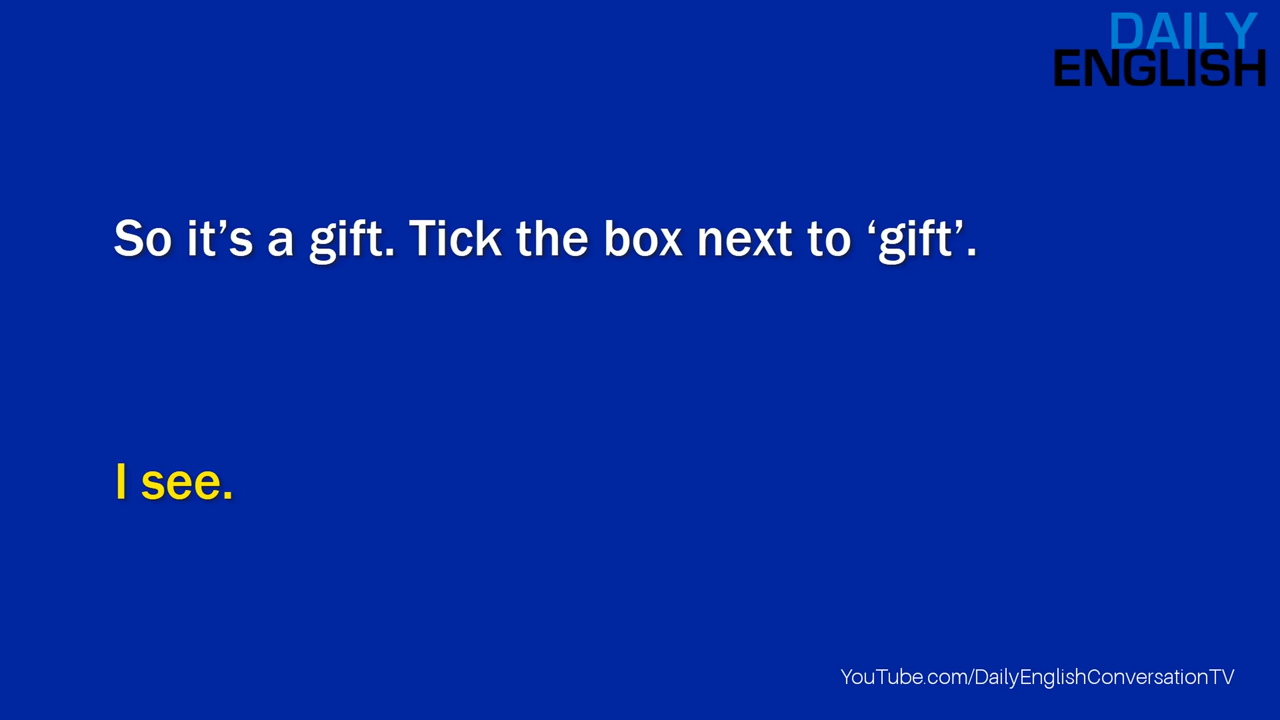 DAILY
ENGLISH
So it’s a gift. Tick the box next to ‘gift’.
I see.
YouTube.com/DailyEnglishConversationTV